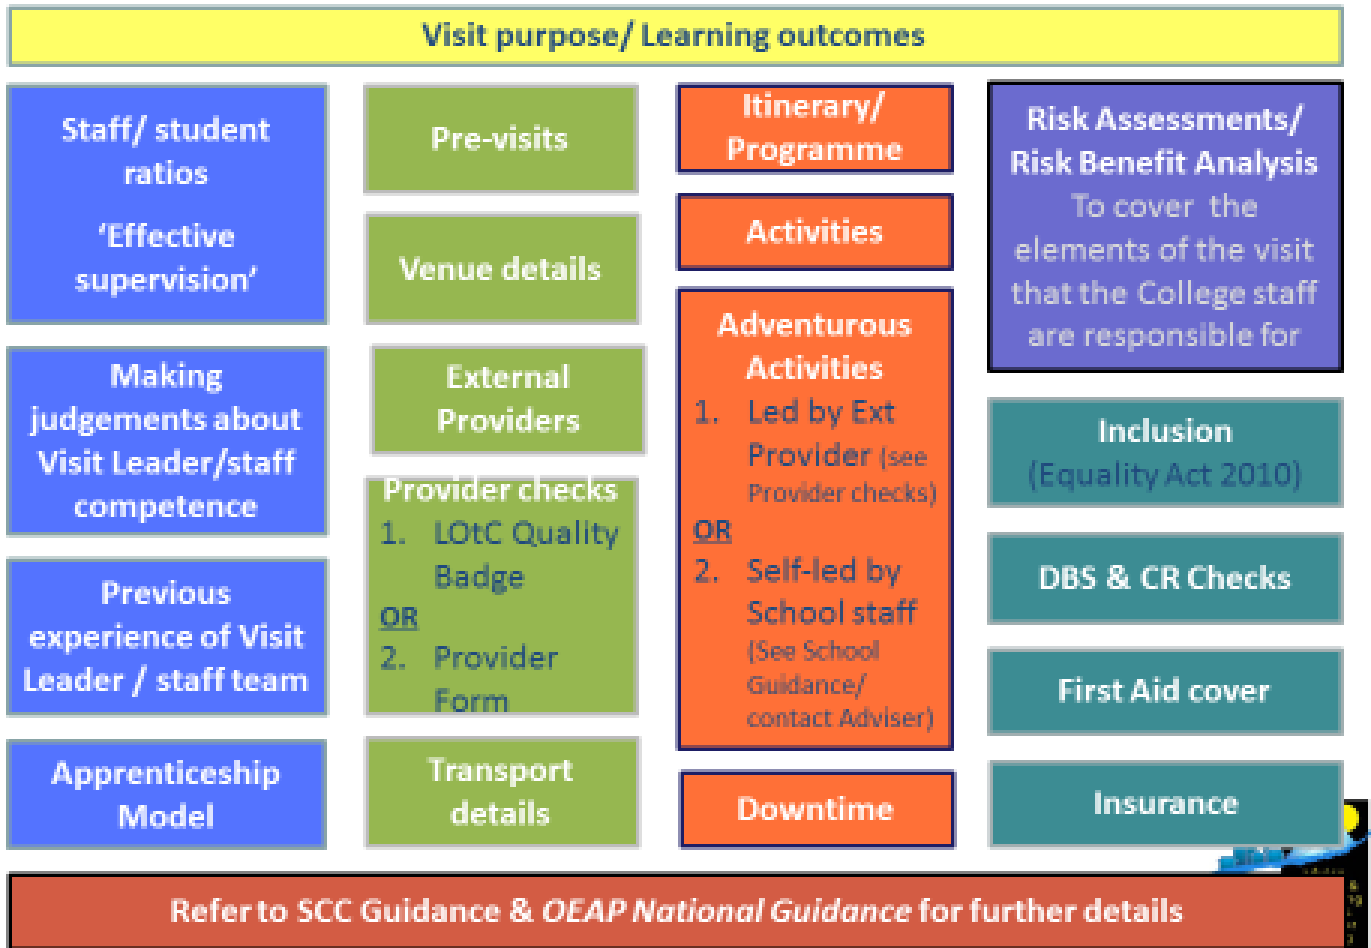 Visit purpose/ Learning outcomes
Staff/ student
ratios
‘Effective
supervision’
Making
judgements about
Visit Leader/staff
competence
Previous
experience of Visit
Leader / staff team
Apprenticeship
Model
Pre-visits
Venue details
External
Providers
Provider checks
1. LOtC Quality
Badge
OR
2. Provider
Form
Transport
details
Itinerary/
Programme
Activities
Adventurous
Activities
1. Led by Ext
Provider (see
Provider checks)
OR
2. Self-led by
School staff
(See School
Guidance/
contact Adviser)
Downtime
Risk Assessments/
Risk Benefit Analysis
To cover the
elements of the visit
that the College staff
are responsible for
Inclusion
(Equality Act 2010)
DBS & CR Checks
First Aid cover
Insurance
Refer to SCC Guidance & OEAP National Guidance for further details